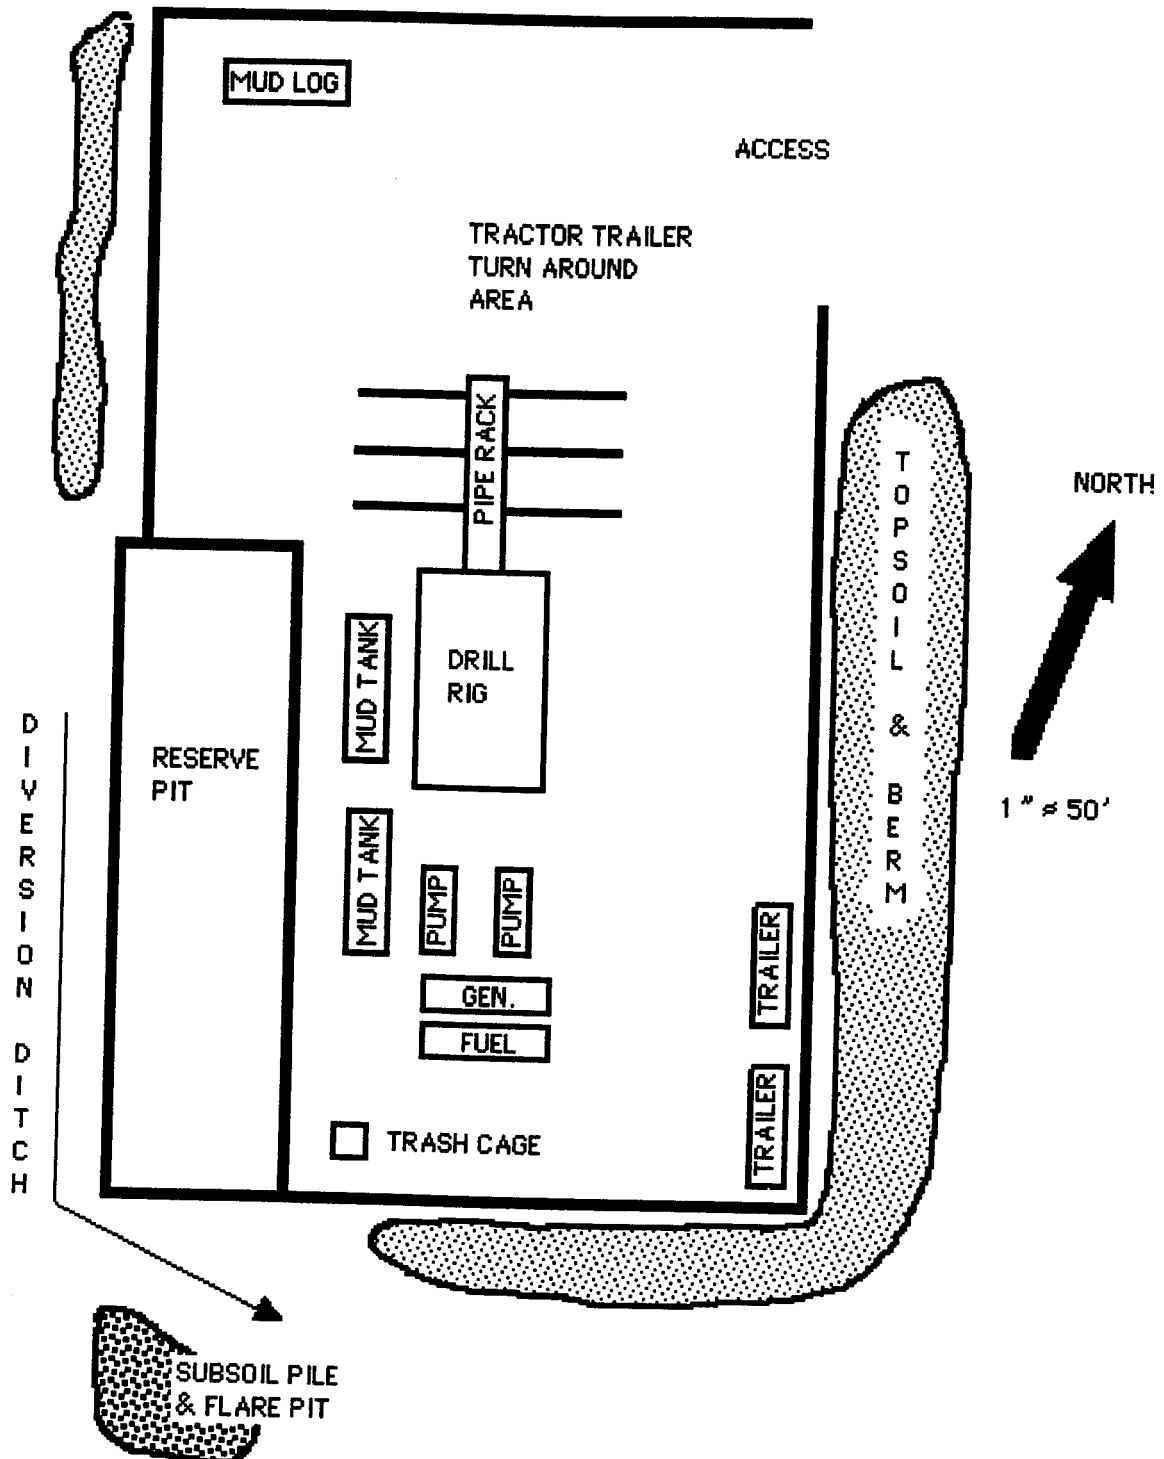 MUD LOG
ACCESS
TRACTOR TRAILER
TURN AROUND
AREA
PIPE RACK
NORTH
TOPSOIL & BERM
MUD TANK
DRILL
RIG
DIVERSION DITCH
RESERVE
PIT
1" ≉ 50'
MUD TANK
PUMP
PUMP
TRAILER
GEN.
FUEL
TRAILER
TRASH CAGE
SUBSOIL PILE
& FLARE PIT